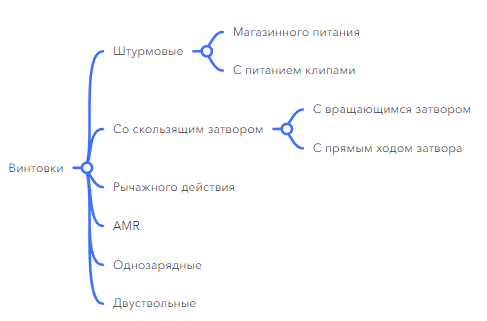 Магазинного питания
Штурмовые
С питанием клипами
С вращающимся затвором
Со скользящим затвором
С прямым ходом затвора
Винтовки
Рычажного действия
AMR
Однозарядные
Двуствольные